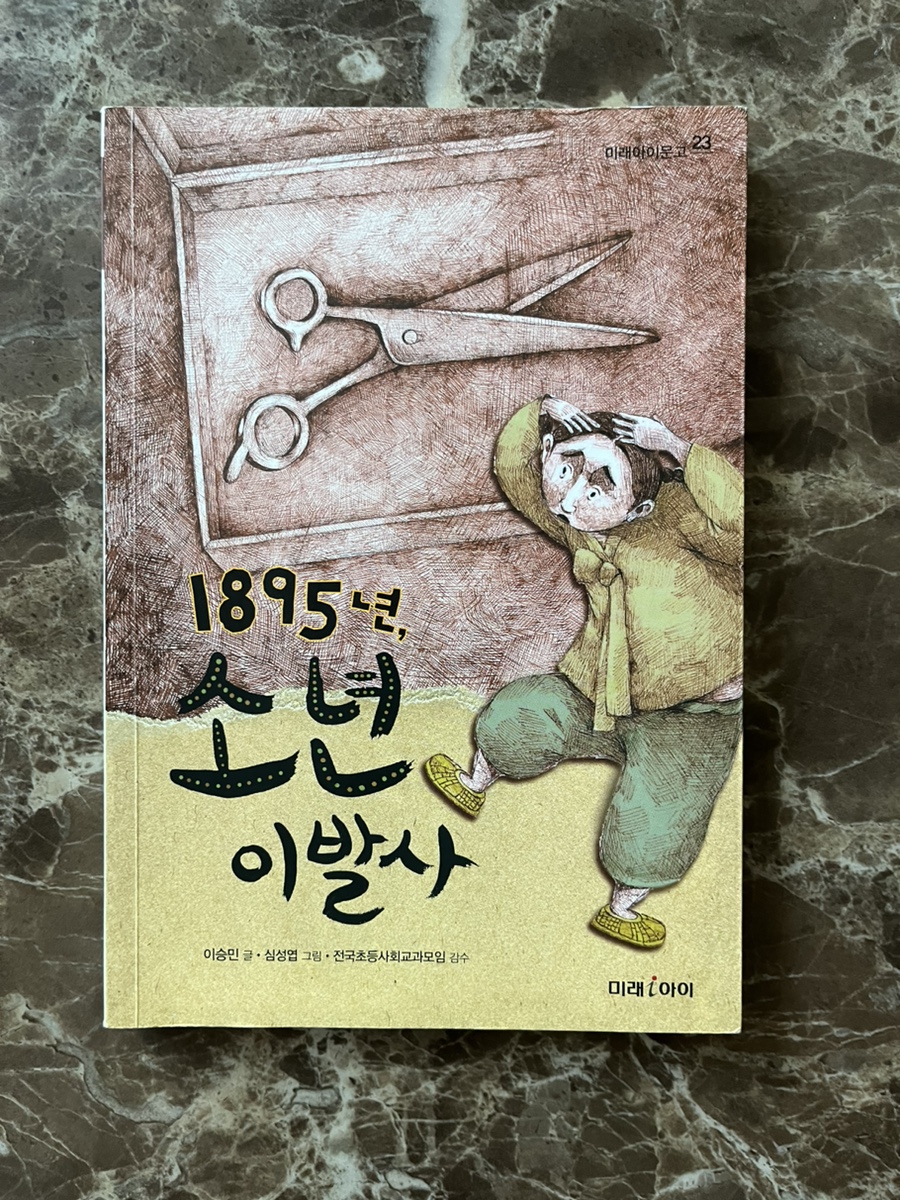 미래아이문고 23
1895년,
소년
이발사
이승민 글 • 심성엽 그림 • 전국초등사회교과모임 감수
미래i아이